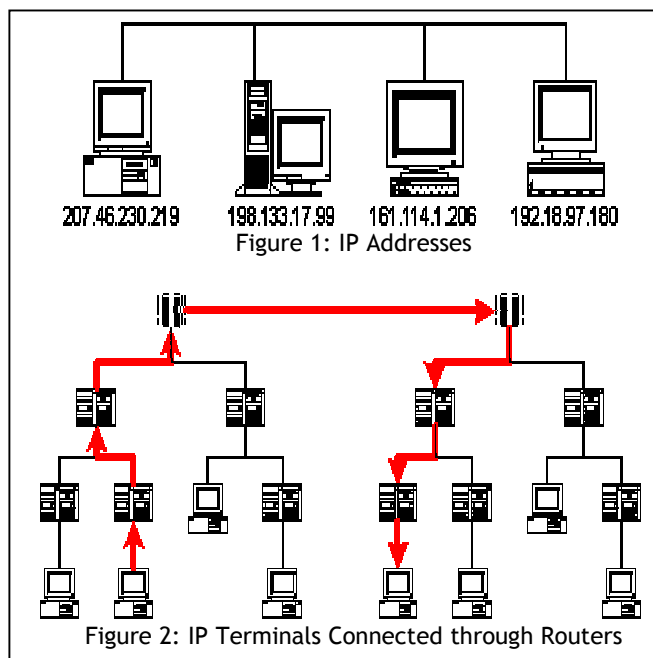 207.46.230.219 198.133.17.99 161.114.1.206 192.18.97.180
Figure 1: IP Addresses
Figure 2: IP Terminals Connected through Routers